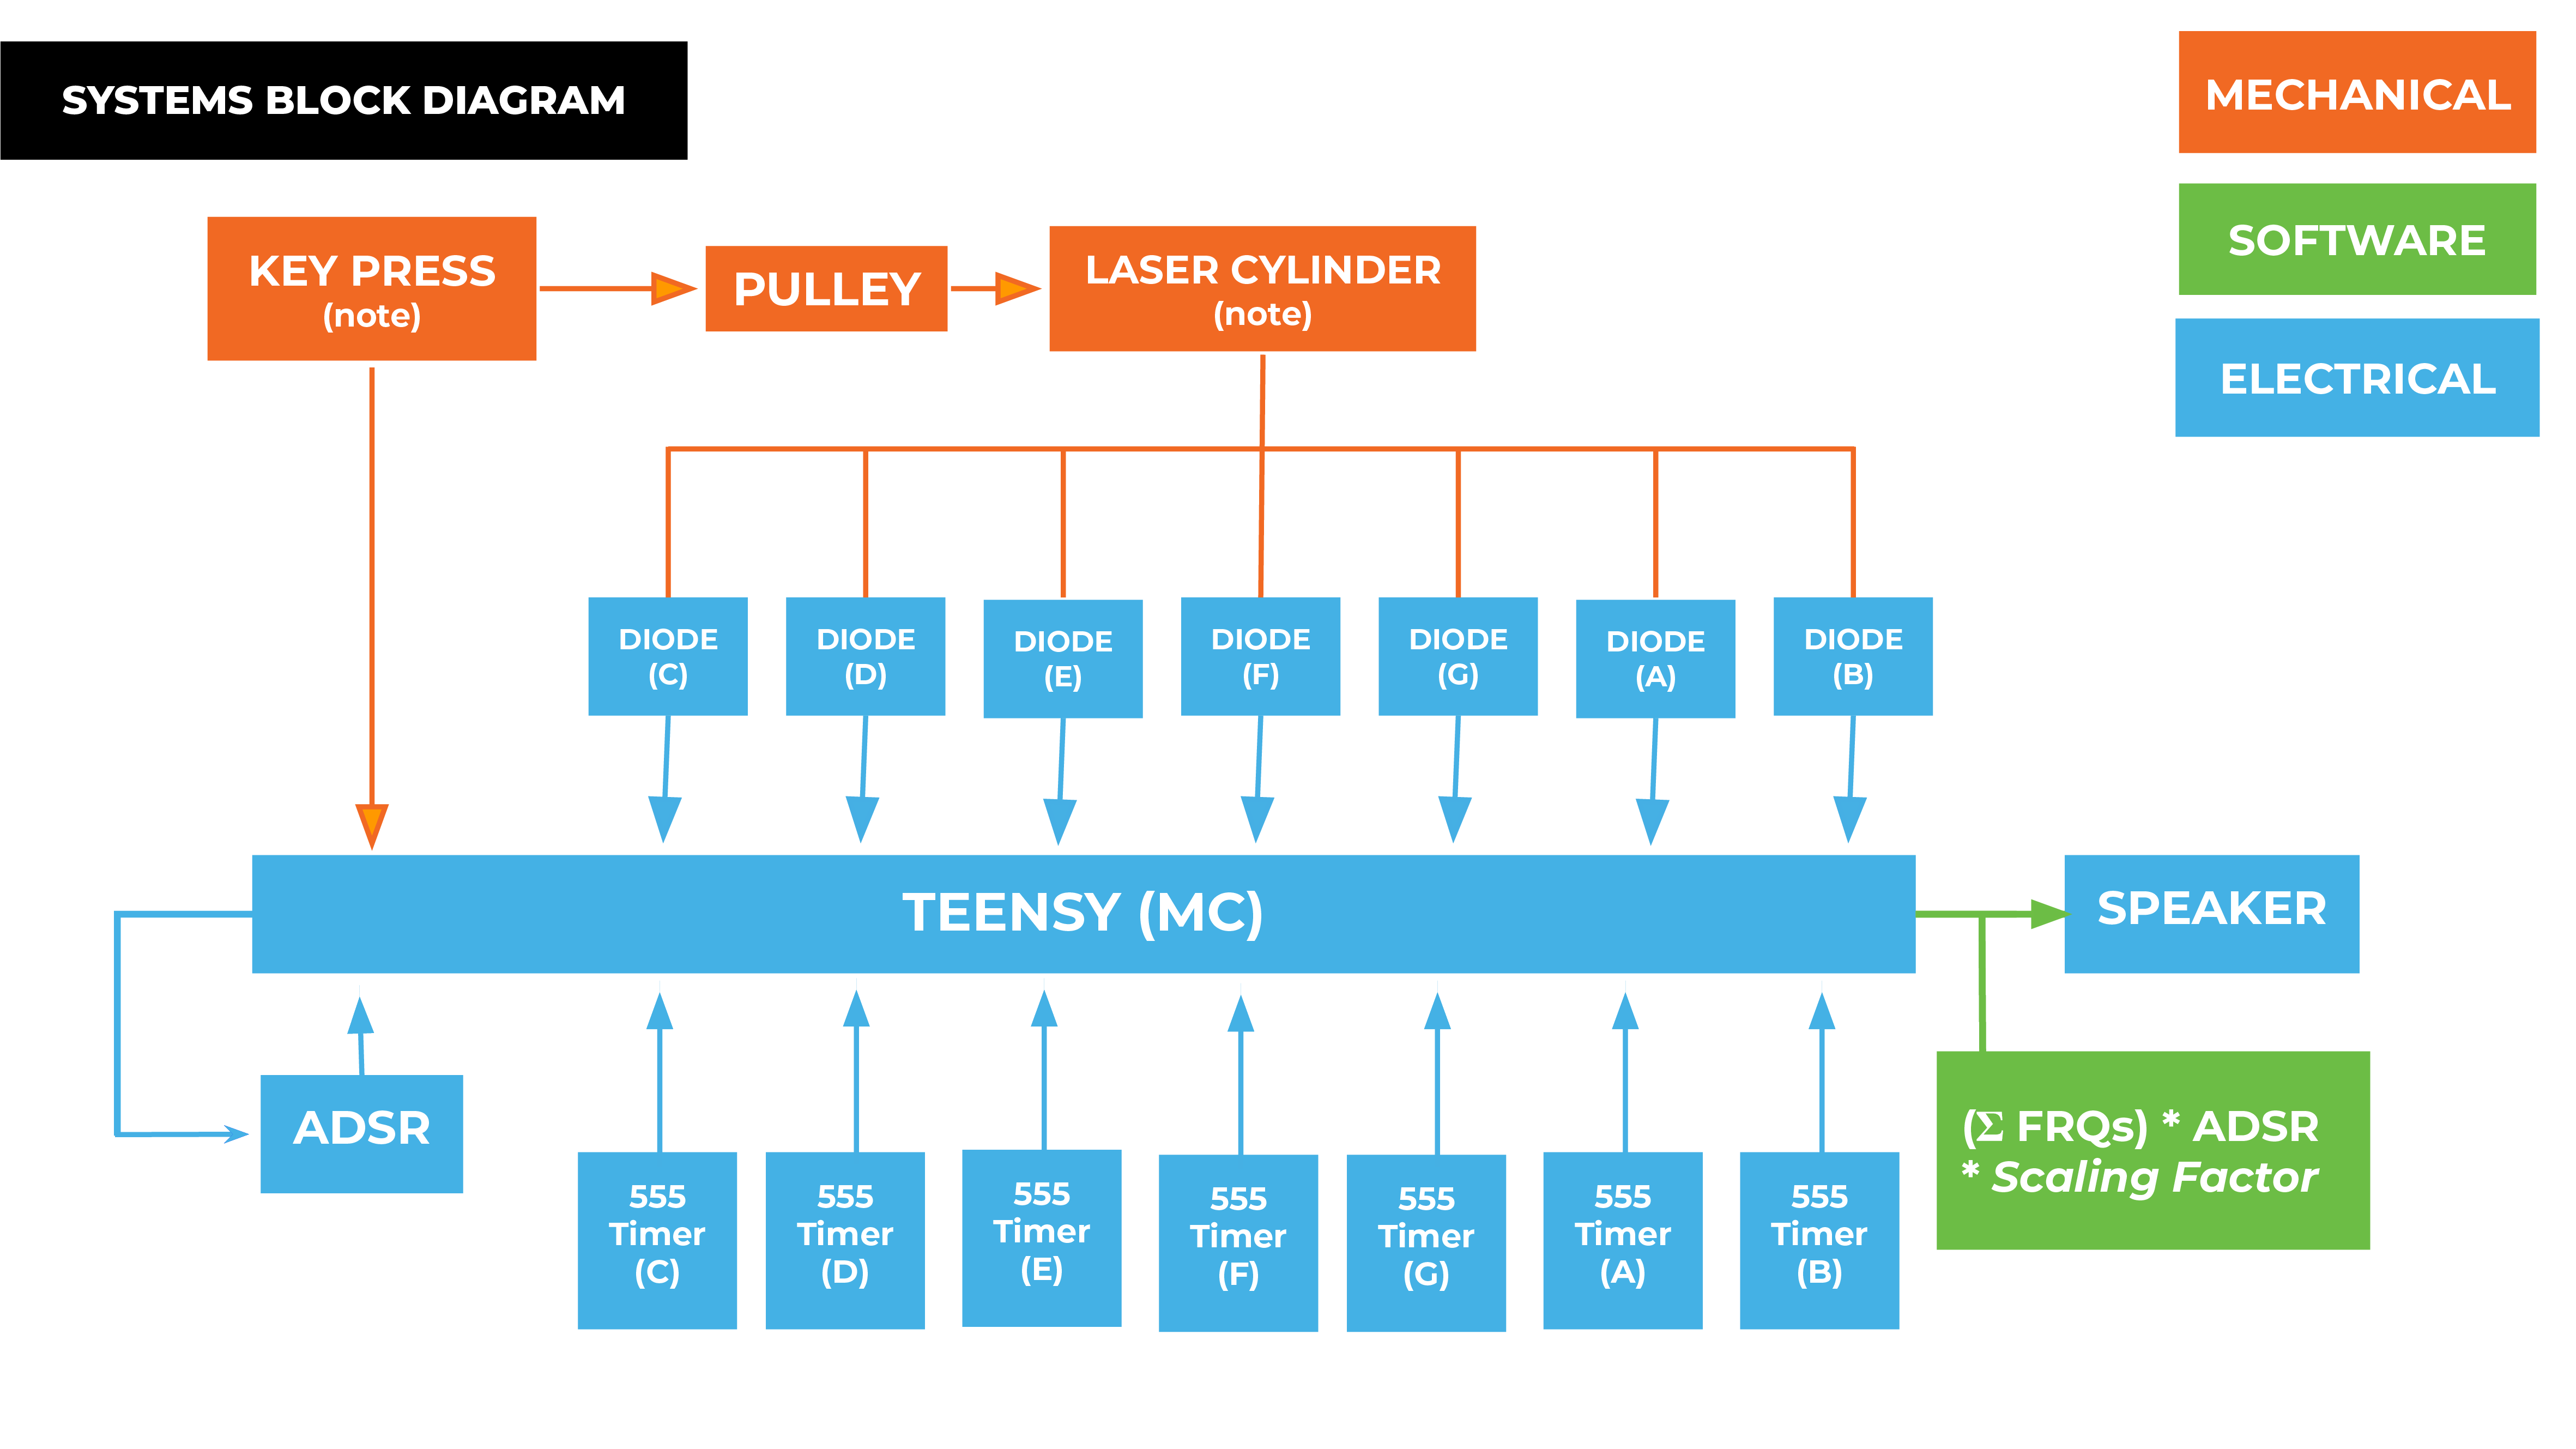 SYSTEMS BLOCK DIAGRAM
MECHANICAL
SOFTWARE
ELECTRICAL
KEY PRESS
(note)
PULLEY
LASER CYLINDER
(note)
DIODE
(C)
DIODE
(D)
DIODE
(E)
DIODE
(F)
DIODE
(G)
DIODE
(A)
DIODE
(B)
TEENSY (MC)
SPEAKER
ADSR
555
Timer
(C)
555
Timer
(D)
555
Timer
(E)
555
Timer
(F)
555
Timer
(G)
555
Timer
(A)
555
Timer
(B)
(Σ FRQs) * ADSR
* Scaling Factor